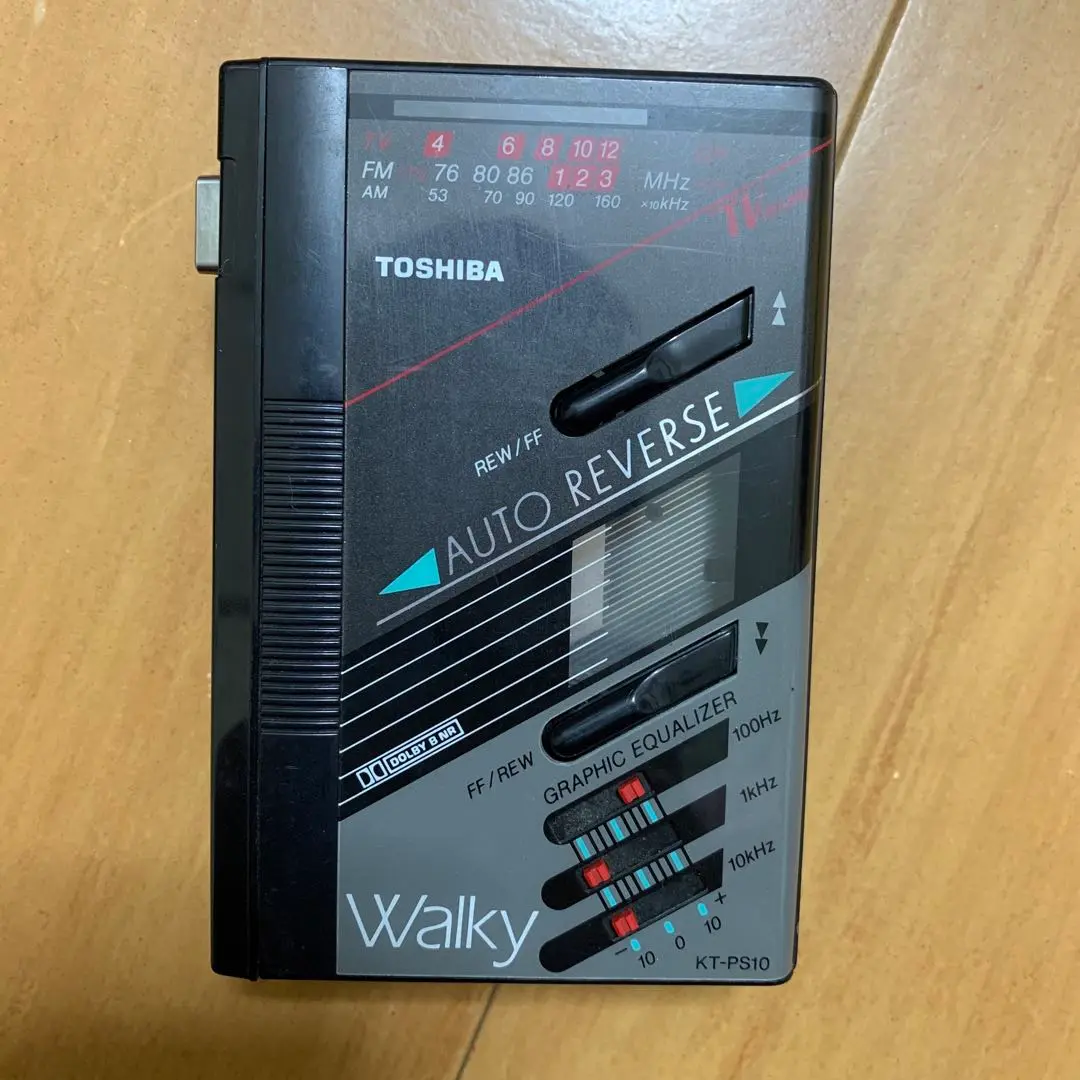 TV 4 6 8 10 12
FM 76 80 86 1 2 3 MHz
AM 53 70 90 120 160 ×10kHz
TV
TOSHIBA
REW/FF
AUTO REVERSE
DOLBY B NR
FF/REW
GRAPHIC EQUALIZER
100Hz
1kHz
10kHz
Walky
− 10 0 10 +
KT-PS10